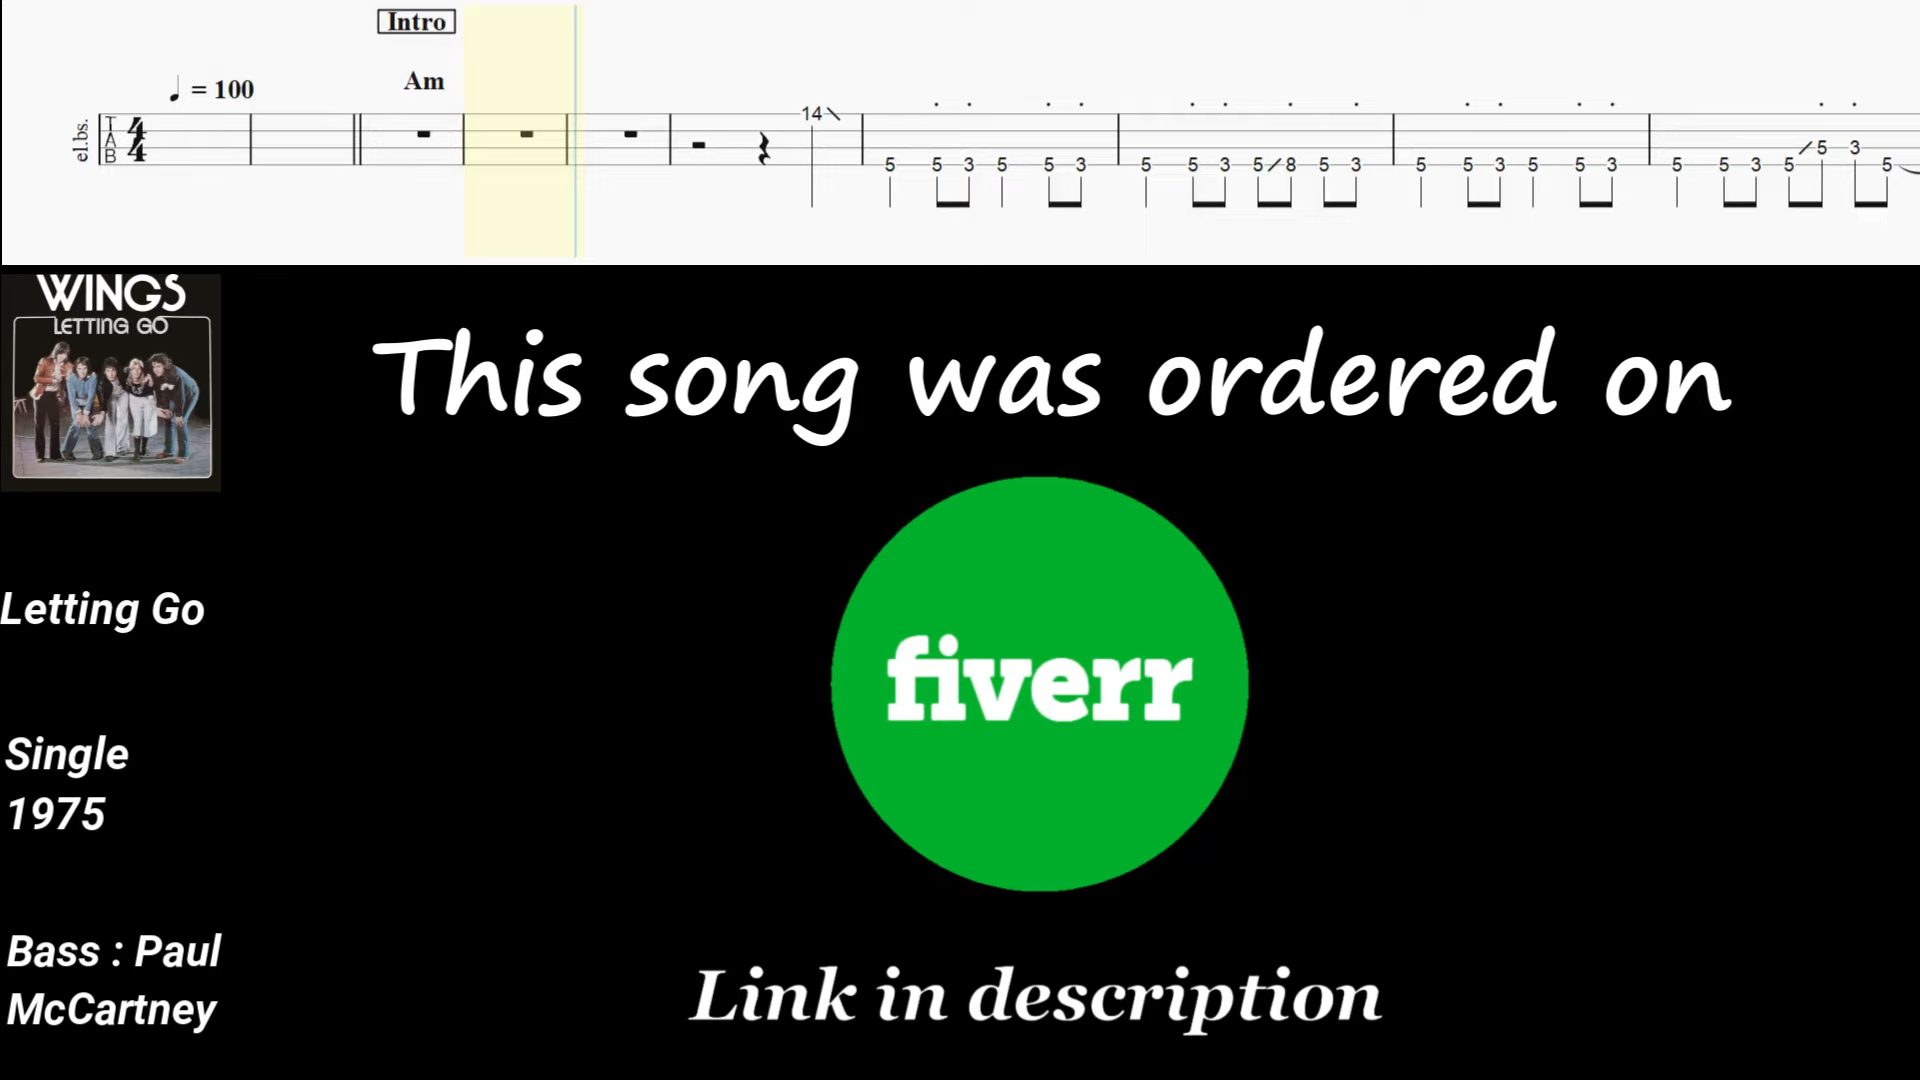 Intro
Am
♩ = 100
el.bs.
T
A
B
4
4
14
5 5 3 5 5 3 5 5 3 5 8 5 3 5 5 3 5 5 3 5 5 3 5 5 3 5
WINGS
LETTING GO
This song was ordered on
fiverr
Letting Go
Single
1975
Bass : Paul
McCartney
Link in description